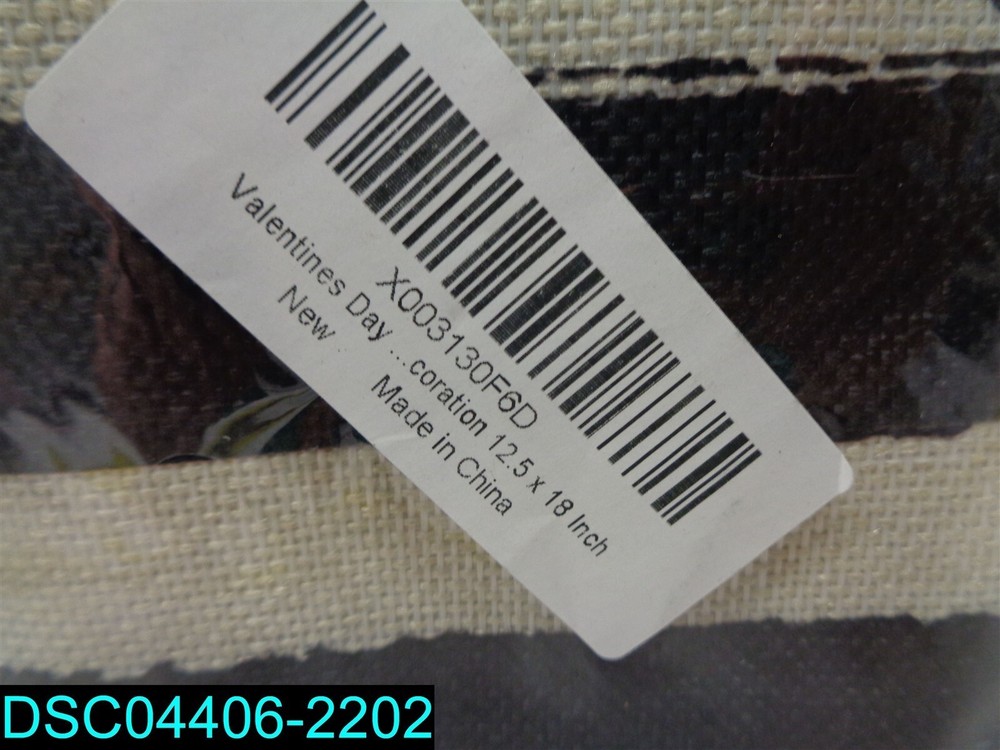 X003130F6D
Valentines Day ...coration 12.5 x 18 Inch
New
Made in China
DSC04406-2202